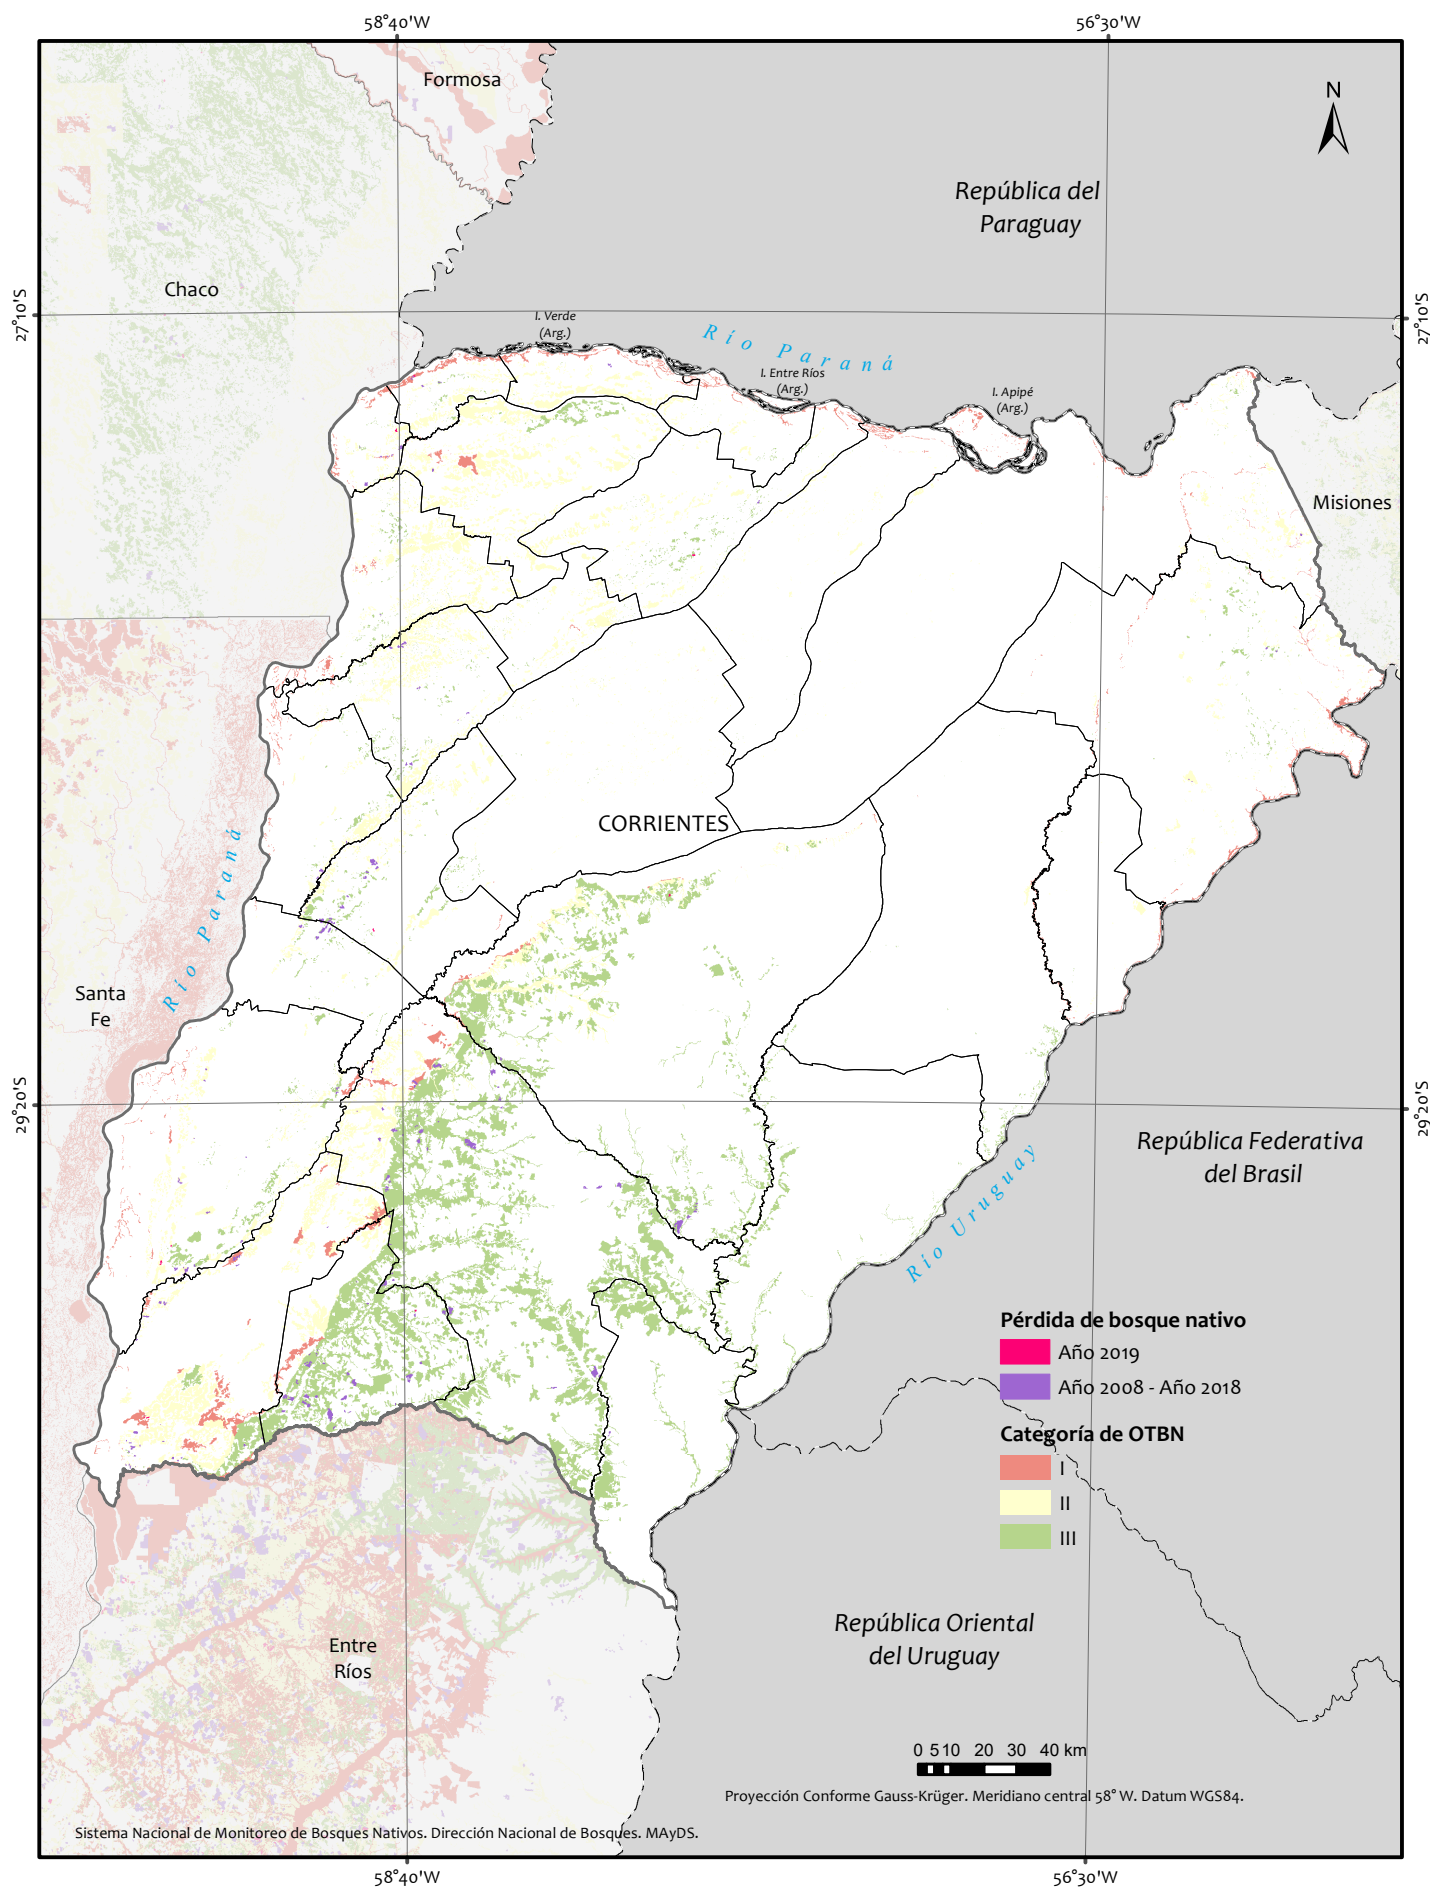 58°40'W
56°30'W
Formosa
N
República del
Paraguay
Chaco
27°10'S
27°10'S
I. Verde
(Arg.)
Río Paraná
I. Entre Ríos
(Arg.)
I. Apipé
(Arg.)
Misiones
CORRIENTES
Río Paraná
Santa
Fe
29°20'S
29°20'S
República Federativa
del Brasil
Río Uruguay
Pérdida de bosque nativo
Año 2019
Año 2008 - Año 2018
Categoría de OTBN
I
II
III
República Oriental
del Uruguay
Entre
Ríos
0 5 10 20 30 40 km
Proyección Conforme Gauss-Krüger. Meridiano central 58° W. Datum WGS84.
Sistema Nacional de Monitoreo de Bosques Nativos. Dirección Nacional de Bosques. MAyDS.
58°40'W
56°30'W